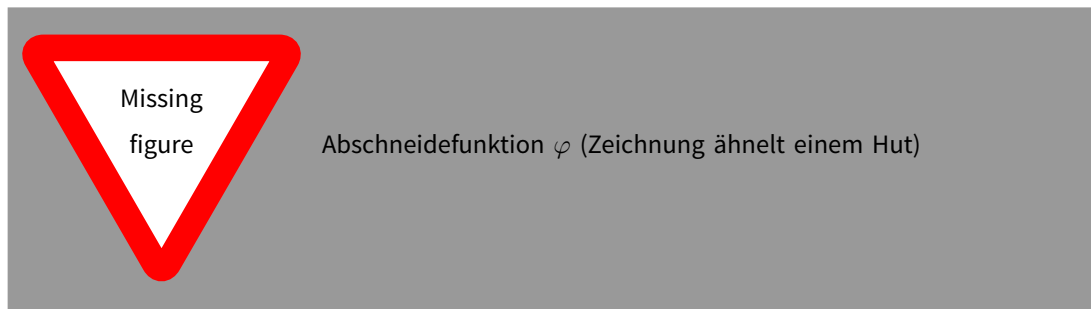 Missing
figure
Abschneidefunktion φ (Zeichnung ähnelt einem Hut)